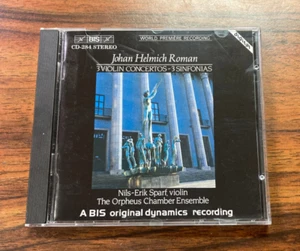 BIS
CD-284 STEREO
WORLD PREMIERE RECORDING
Johan Helmich Roman
3 VIOLIN CONCERTOS · 3 SINFONIAS
Nils-Erik Sparf, violin
The Orpheus Chamber Ensemble
A BIS original dynamics recording